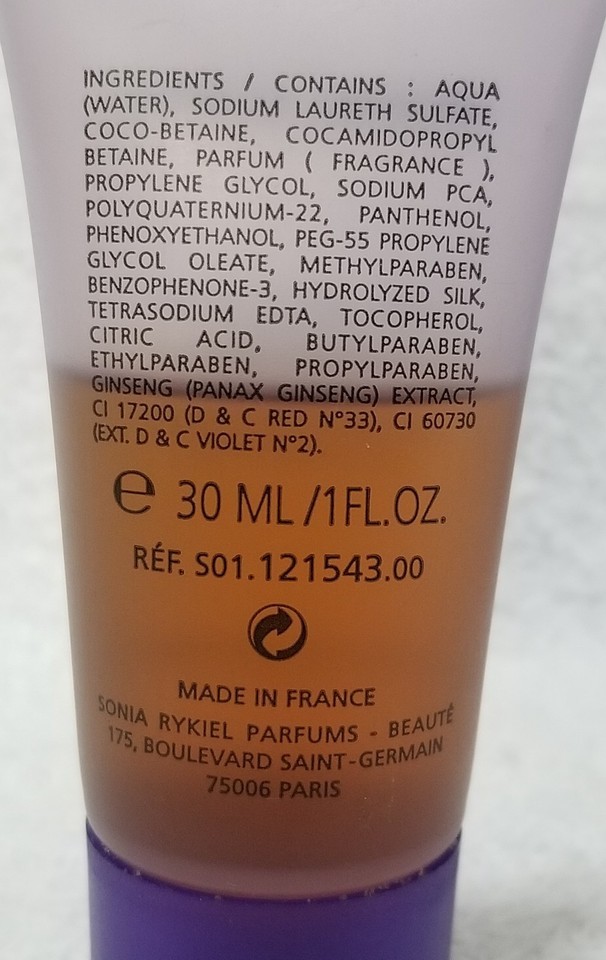 INGREDIENTS / CONTAINS : AQUA
(WATER), SODIUM LAURETH SULFATE,
COCO-BETAINE, COCAMIDOPROPYL
BETAINE, PARFUM ( FRAGRANCE ),
PROPYLENE GLYCOL, SODIUM PCA,
POLYQUATERNIUM-22, PANTHENOL,
PHENOXYETHANOL, PEG-55 PROPYLENE
GLYCOL OLEATE, METHYLPARABEN,
BENZOPHENONE-3, HYDROLYZED SILK,
TETRASODIUM EDTA, TOCOPHEROL,
CITRIC ACID, BUTYLPARABEN,
ETHYLPARABEN, PROPYLPARABEN,
GINSENG (PANAX GINSENG) EXTRACT,
CI 17200 (D & C RED N°33), CI 60730
(EXT. D & C VIOLET N°2).
e 30 ML/1FL.OZ.
RÉF. S01.121543.00
MADE IN FRANCE
SONIA RYKIEL PARFUMS - BEAUTÉ
175, BOULEVARD SAINT-GERMAIN
75006 PARIS